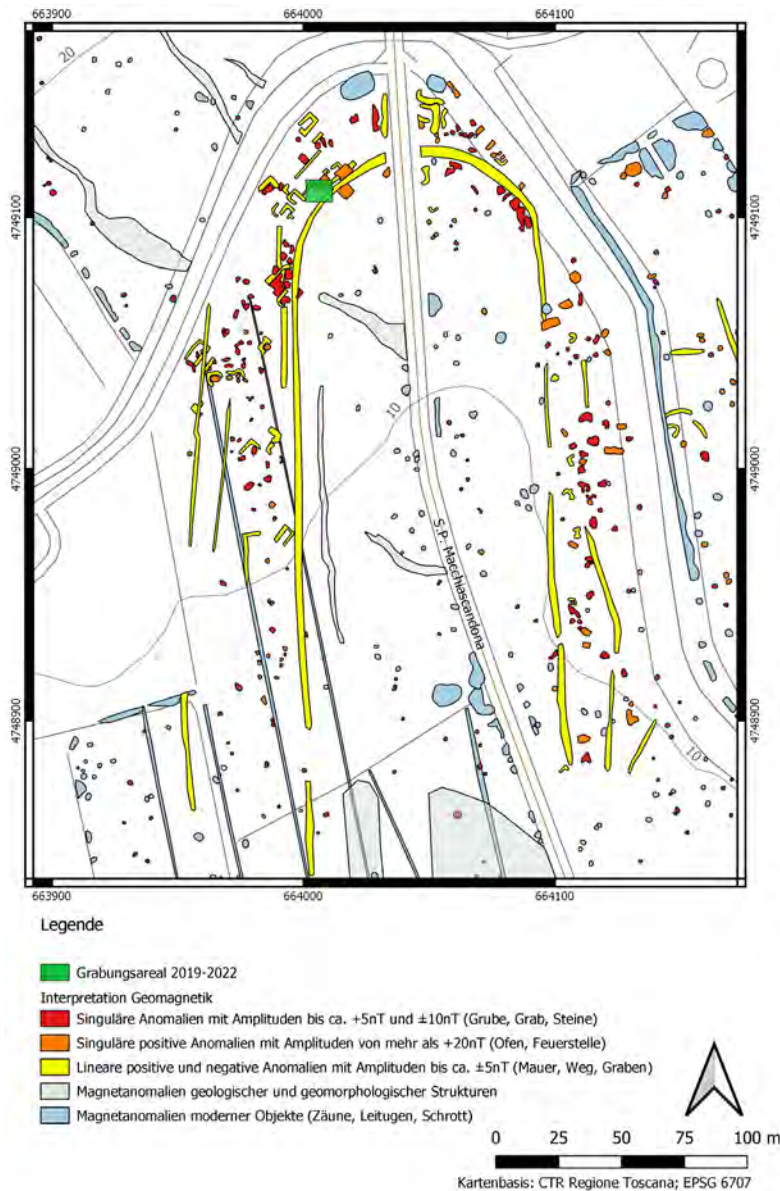 663900
664000
664100
20
4749100
4749100
10
4749000
4749000
S.P. Macchiascandona
4748900
4748900
10
663900
664000
664100
Legende
Grabungsareal 2019-2022
Interpretation Geomagnetik
Singuläre Anomalien mit Amplituden bis ca. +5nT und ±10nT (Grube, Grab, Steine)
Singuläre positive Anomalien mit Amplituden von mehr als +20nT (Ofen, Feuerstelle)
Lineare positive und negative Anomalien mit Amplituden bis ca. ±5nT (Mauer, Weg, Graben)
Magnetanomalien geologischer und geomorphologischer Strukturen
Magnetanomalien moderner Objekte (Zäune, Leitugen, Schrott)
0 25 50 75 100 m
Kartenbasis: CTR Regione Toscana; EPSG 6707